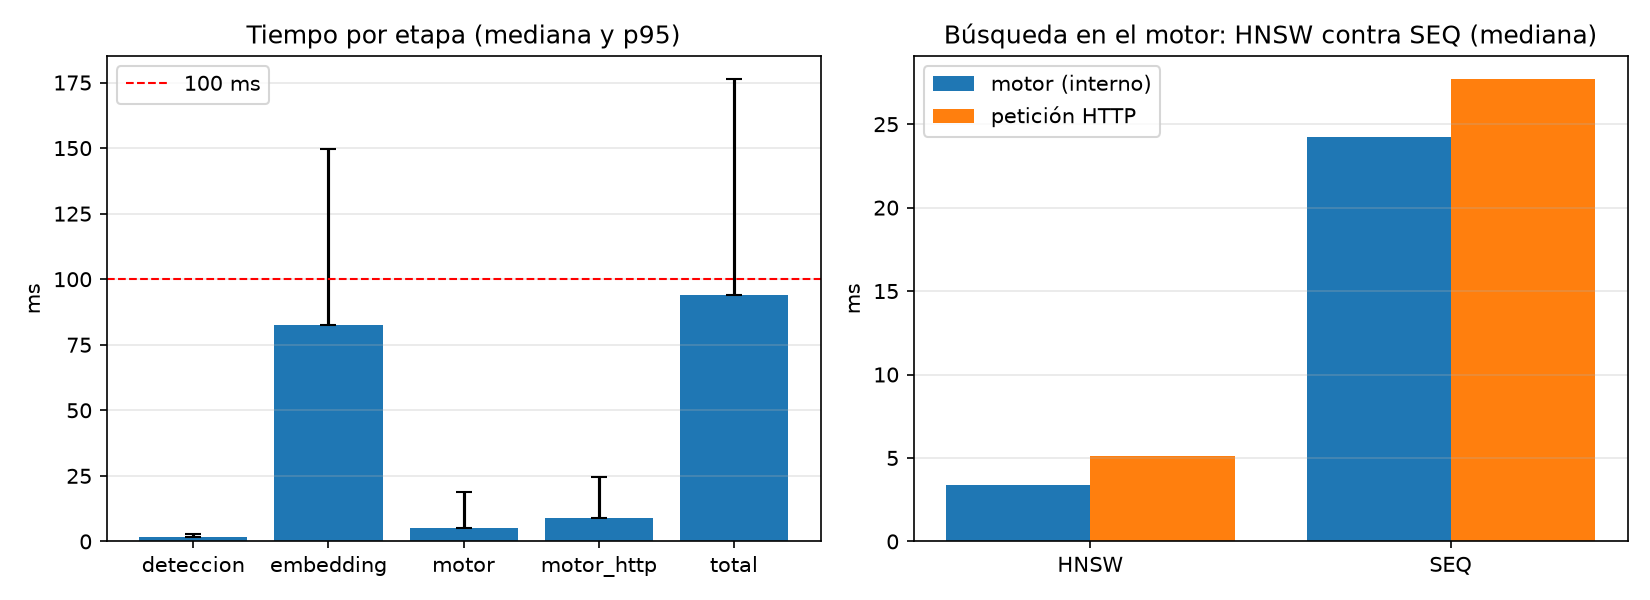 Tiempo por etapa (mediana y p95)
100 ms
175
150
125
100
75
50
25
0
ms
deteccion
embedding
motor
motor_http
total
Búsqueda en el motor: HNSW contra SEQ (mediana)
motor (interno)
petición HTTP
25
20
15
10
5
0
ms
HNSW
SEQ